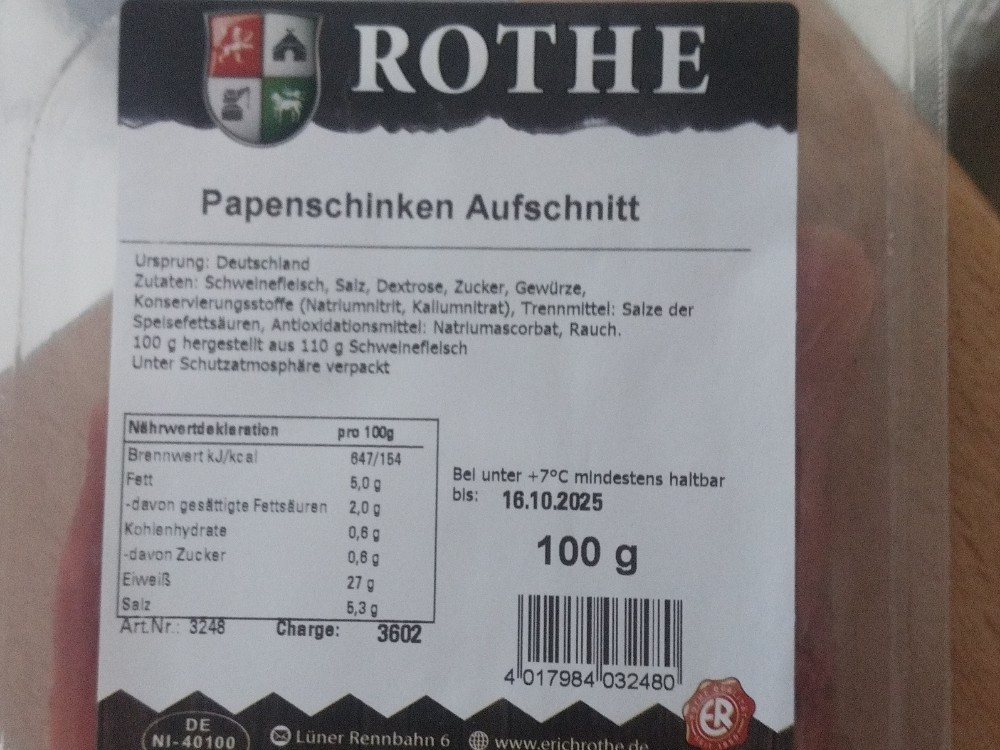 ROTHE
Papenschinken Aufschnitt
Ursprung: Deutschland
Zutaten: Schweinefleisch, Salz, Dextrose, Zucker, Gewürze,
Konservierungsstoffe (Natriumnitrit, Kaliumnitrat), Trennmittel: Salze der
Speisefettsäuren, Antioxidationsmittel: Natriumascorbat, Rauch.
100 g hergestellt aus 110 g Schweinefleisch
Unter Schutzatmosphäre verpackt
Nährwertdekleration pro 100g
Brennwert kJ/kcal 647/154
Fett 5,0 g
-davon gesättigte Fettsäuren 2,0 g
Kohlenhydrate 0,6 g
-davon Zucker 0,6 g
Eiweiß 27 g
Salz 5,3 g
Art.Nr.: 3248 Charge: 3602
Bei unter +7°C mindestens haltbar
bis: 16.10.2025
100 g
4 017984 032480
ER
DE
NI-40100
Lüner Rennbahn 6 www.erichrothe.de